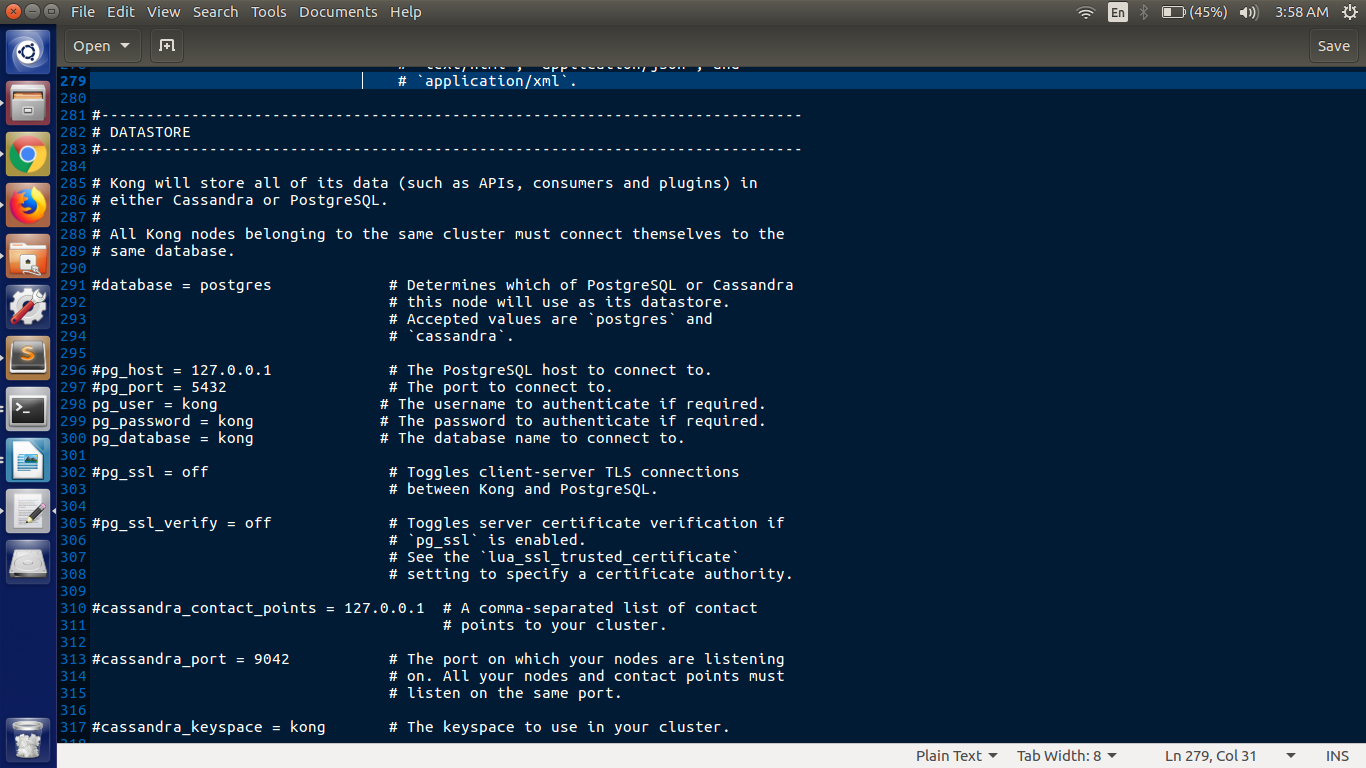 File Edit View Search Tools Documents Help
En (45%) 3:58 AM
Open Save
279 # `application/xml`.
280
281 #------------------------------------------------------------------------------
282 # DATASTORE
283 #------------------------------------------------------------------------------
284
285 # Kong will store all of its data (such as APIs, consumers and plugins) in
286 # either Cassandra or PostgreSQL.
287 #
288 # All Kong nodes belonging to the same cluster must connect themselves to the
289 # same database.
290
291 #database = postgres # Determines which of PostgreSQL or Cassandra
292 # this node will use as its datastore.
293 # Accepted values are `postgres` and
294 # `cassandra`.
295
296 #pg_host = 127.0.0.1 # The PostgreSQL host to connect to.
297 #pg_port = 5432 # The port to connect to.
298 pg_user = kong # The username to authenticate if required.
299 pg_password = kong # The password to authenticate if required.
300 pg_database = kong # The database name to connect to.
301
302 #pg_ssl = off # Toggles client-server TLS connections
303 # between Kong and PostgreSQL.
304
305 #pg_ssl_verify = off # Toggles server certificate verification if
306 # `pg_ssl` is enabled.
307 # See the `lua_ssl_trusted_certificate`
308 # setting to specify a certificate authority.
309
310 #cassandra_contact_points = 127.0.0.1 # A comma-separated list of contact
311 # points to your cluster.
312
313 #cassandra_port = 9042 # The port on which your nodes are listening
314 # on. All your nodes and contact points must
315 # listen on the same port.
316
317 #cassandra_keyspace = kong # The keyspace to use in your cluster.
Plain Text Tab Width: 8 Ln 279, Col 31 INS